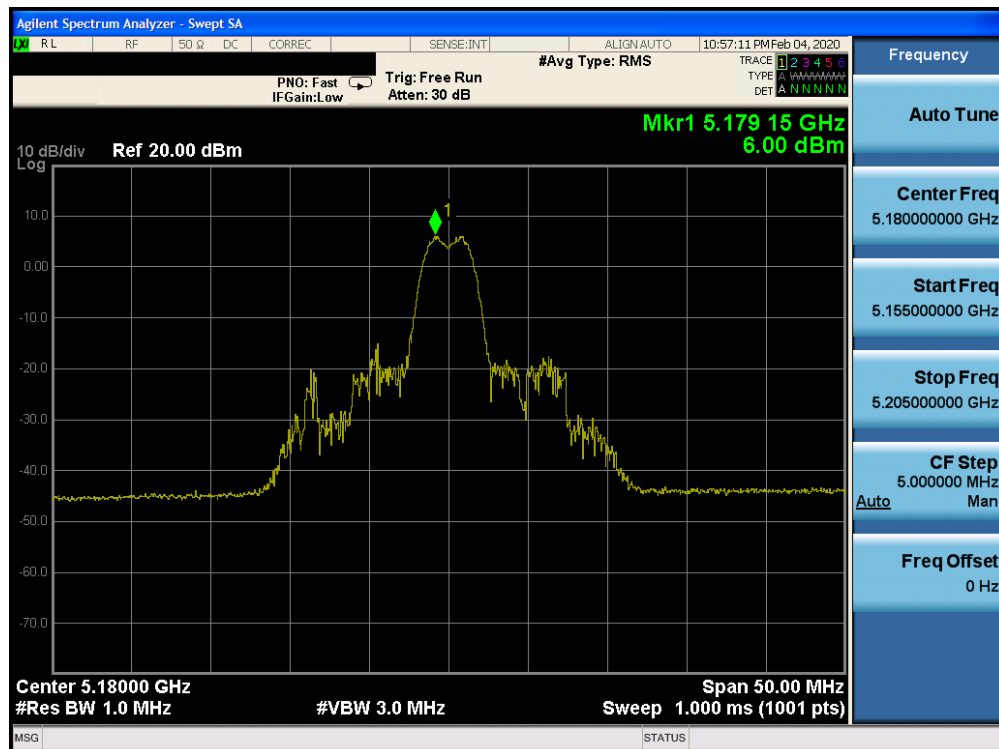 Agilent Spectrum Analyzer - Swept SA
LXI RL RF 50 Ω DC CORREC SENSE:INT ALIGNAUTO 10:57:11 PM Feb 04, 2020
#Avg Type: RMS TRACE 1 2 3 4 5 6
PNO: Fast Trig: Free Run TYPE A WWWWW
IFGain:Low Atten: 30 dB DET A N N N N N
Mkr1 5.179 15 GHz
10 dB/div Ref 20.00 dBm 6.00 dBm
Log
1
10.0
0.00
-10.0
-20.0
-30.0
-40.0
-50.0
-60.0
-70.0
Center 5.18000 GHz Span 50.00 MHz
#Res BW 1.0 MHz #VBW 3.0 MHz Sweep 1.000 ms (1001 pts)
MSG STATUS
Frequency
Auto Tune
Center Freq
5.180000000 GHz
Start Freq
5.155000000 GHz
Stop Freq
5.205000000 GHz
CF Step
5.000000 MHz
Auto Man
Freq Offset
0 Hz